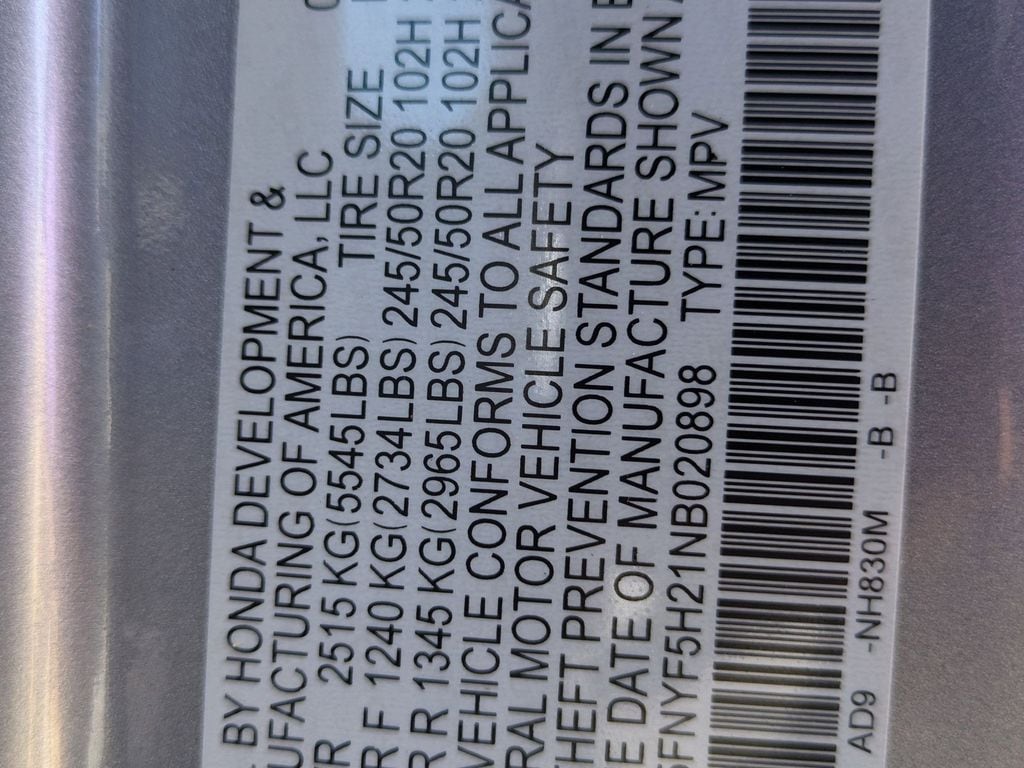 BY HONDA DEVELOPMENT &
UFACTURING OF AMERICA, LLC
R 2515 KG(5545LBS) TIRE SIZE
R F 1240 KG(2734LBS) 245/50R20 102H
R R 1345 KG(2965LBS) 245/50R20 102H
VEHICLE CONFORMS TO ALL APPLICA
RAL MOTOR VEHICLE SAFETY
HEFT PREVENTION STANDARDS IN E
E DATE OF MANUFACTURE SHOWN A
5FNYF5H21NB020898 TYPE: MPV
AD9 -NH830M -B -B